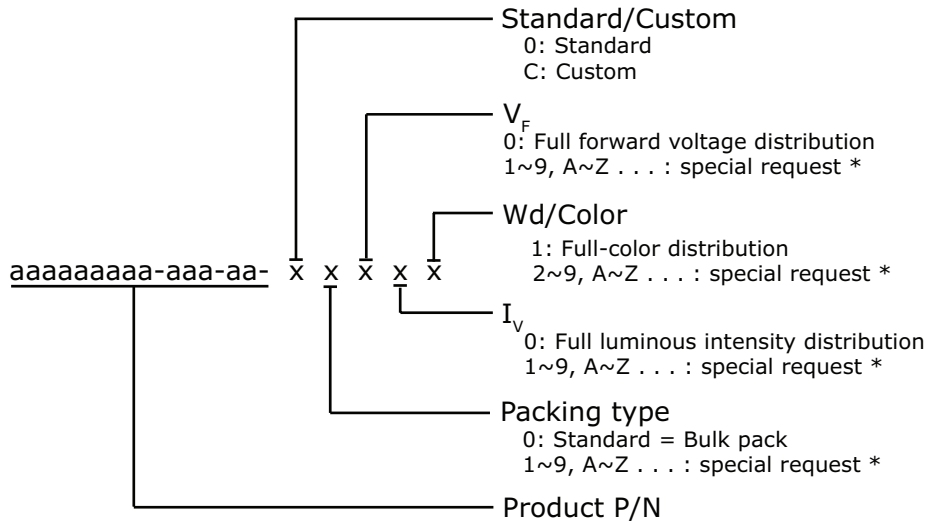 Standard/Custom
0: Standard
C: Custom
V_F
0: Full forward voltage distribution
1~9, A~Z . . . : special request *
Wd/Color
1: Full-color distribution
2~9, A~Z . . . : special request *
aaaaaaaaa-aaa-aa- x x x x x
I_V
0: Full luminous intensity distribution
1~9, A~Z . . . : special request *
Packing type
0: Standard = Bulk pack
1~9, A~Z . . . : special request *
Product P/N